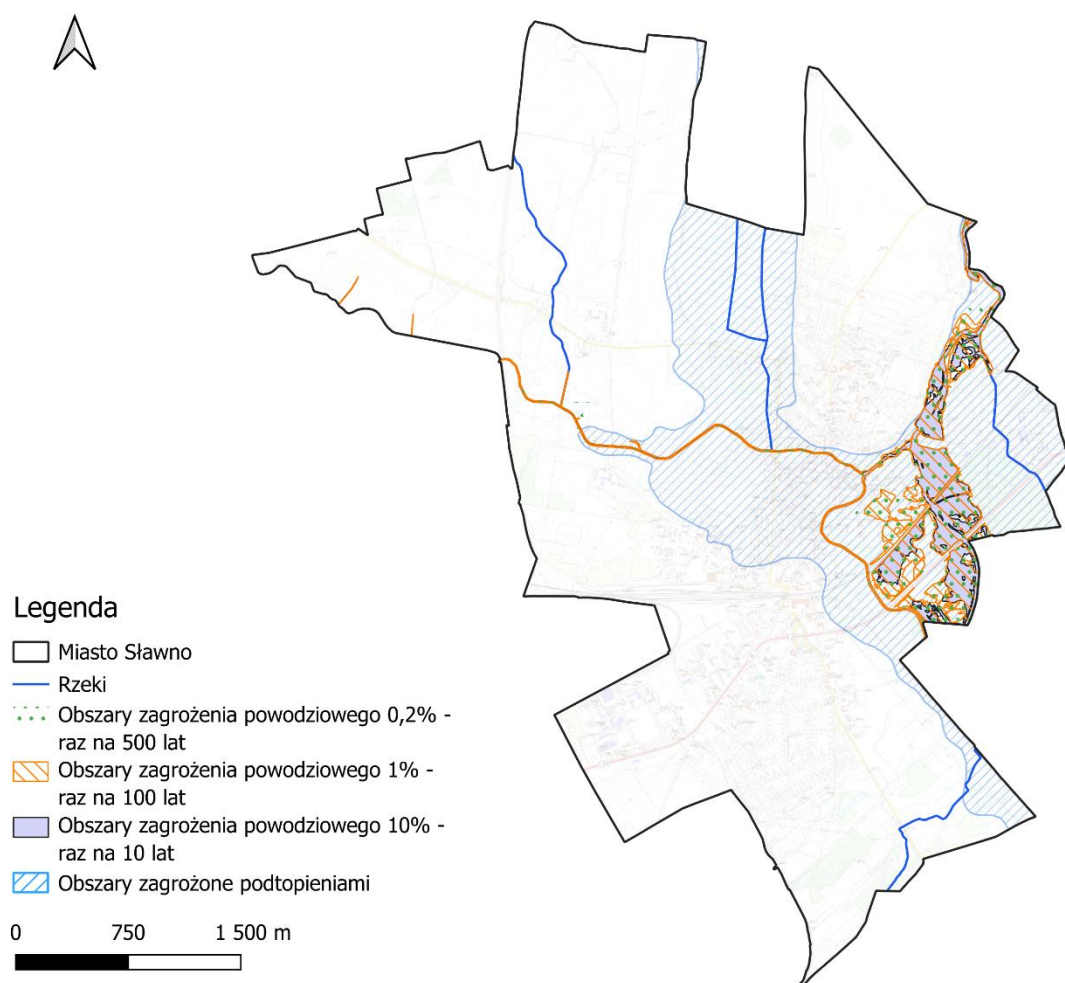 Legenda
Miasto Sławno
Rzeki
Obszary zagrożenia powodziowego 0,2% -
raz na 500 lat
Obszary zagrożenia powodziowego 1% -
raz na 100 lat
Obszary zagrożenia powodziowego 10% -
raz na 10 lat
Obszary zagrożone podtopieniami
0 750 1 500 m